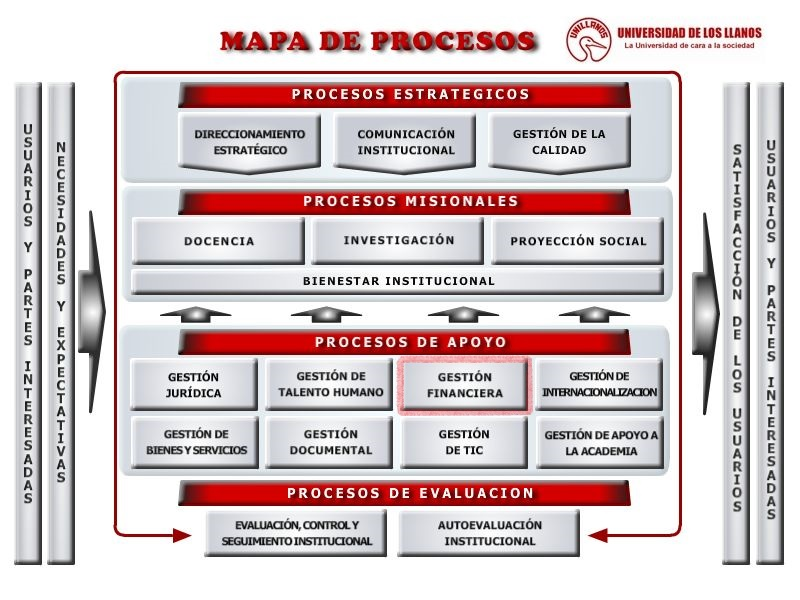 MAPA DE PROCESOS
UNILLANOS
UNIVERSIDAD DE LOS LLANOS
La Universidad de cara a la sociedad
USUARIOS Y PARTES INTERESADAS
NECESIDADES Y EXPECTATIVAS
PROCESOS ESTRATEGICOS
DIRECCIONAMIENTO
ESTRATÉGICO
COMUNICACIÓN
INSTITUCIONAL
GESTIÓN DE LA
CALIDAD
PROCESOS MISIONALES
DOCENCIA
INVESTIGACIÓN
PROYECCIÓN SOCIAL
BIENESTAR INSTITUCIONAL
PROCESOS DE APOYO
GESTIÓN
JURÍDICA
GESTIÓN DE
TALENTO HUMANO
GESTIÓN
FINANCIERA
GESTIÓN DE
INTERNACIONALIZACION
GESTIÓN DE
BIENES Y SERVICIOS
GESTIÓN
DOCUMENTAL
GESTIÓN
DE TIC
GESTIÓN DE APOYO A
LA ACADEMIA
PROCESOS DE EVALUACION
EVALUACIÓN, CONTROL Y
SEGUIMIENTO INSTITUCIONAL
AUTOEVALUACIÓN
INSTITUCIONAL
SATISFACCIÓN DE LOS USUARIOS
USUARIOS Y PARTES INTERESADAS